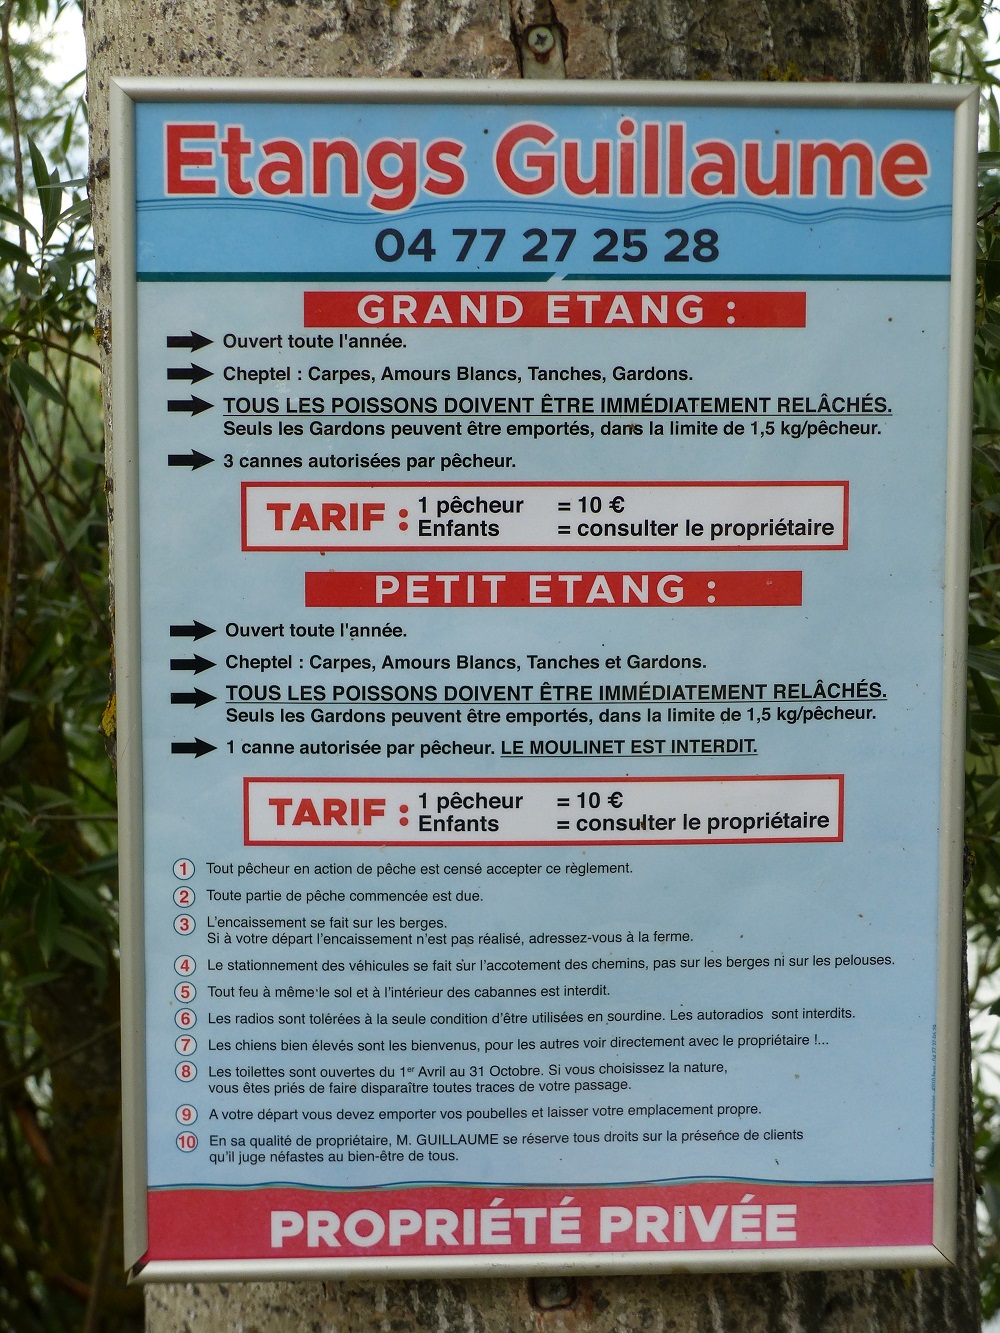 Etangs Guillaume
04 77 27 25 28
GRAND ETANG :
Ouvert toute l'année.
Cheptel : Carpes, Amours Blancs, Tanches, Gardons.
TOUS LES POISSONS DOIVENT ÊTRE IMMÉDIATEMENT RELÂCHÉS.
Seuls les Gardons peuvent être emportés, dans la limite de 1,5 kg/pêcheur.
3 cannes autorisées par pêcheur.
TARIF : 1 pêcheur = 10 €
Enfants = consulter le propriétaire
PETIT ETANG :
Ouvert toute l'année.
Cheptel : Carpes, Amours Blancs, Tanches et Gardons.
TOUS LES POISSONS DOIVENT ÊTRE IMMÉDIATEMENT RELÂCHÉS.
Seuls les Gardons peuvent être emportés, dans la limite de 1,5 kg/pêcheur.
1 canne autorisée par pêcheur. LE MOULINET EST INTERDIT.
TARIF : 1 pêcheur = 10 €
Enfants = consulter le propriétaire
1 Tout pêcheur en action de pêche est censé accepter ce règlement.
2 Toute partie de pêche commencée est due.
3 L'encaissement se fait sur les berges.
Si à votre départ l'encaissement n'est pas réalisé, adressez-vous à la ferme.
4 Le stationnement des véhicules se fait sur l'accotement des chemins, pas sur les berges ni sur les pelouses.
5 Tout feu à même le sol et à l'intérieur des cabannes est interdit.
6 Les radios sont tolérées à la seule condition d'être utilisées en sourdine. Les autoradios sont interdits.
7 Les chiens bien élevés sont les bienvenus, pour les autres voir directement avec le propriétaire !...
8 Les toilettes sont ouvertes du 1er Avril au 31 Octobre. Si vous choisissez la nature,
vous êtes priés de faire disparaître toutes traces de votre passage.
9 A votre départ vous devez emporter vos poubelles et laisser votre emplacement propre.
10 En sa qualité de propriétaire, M. GUILLAUME se réserve tous droits sur la présence de clients
qu'il juge néfastes au bien-être de tous.
PROPRIÉTÉ PRIVÉE